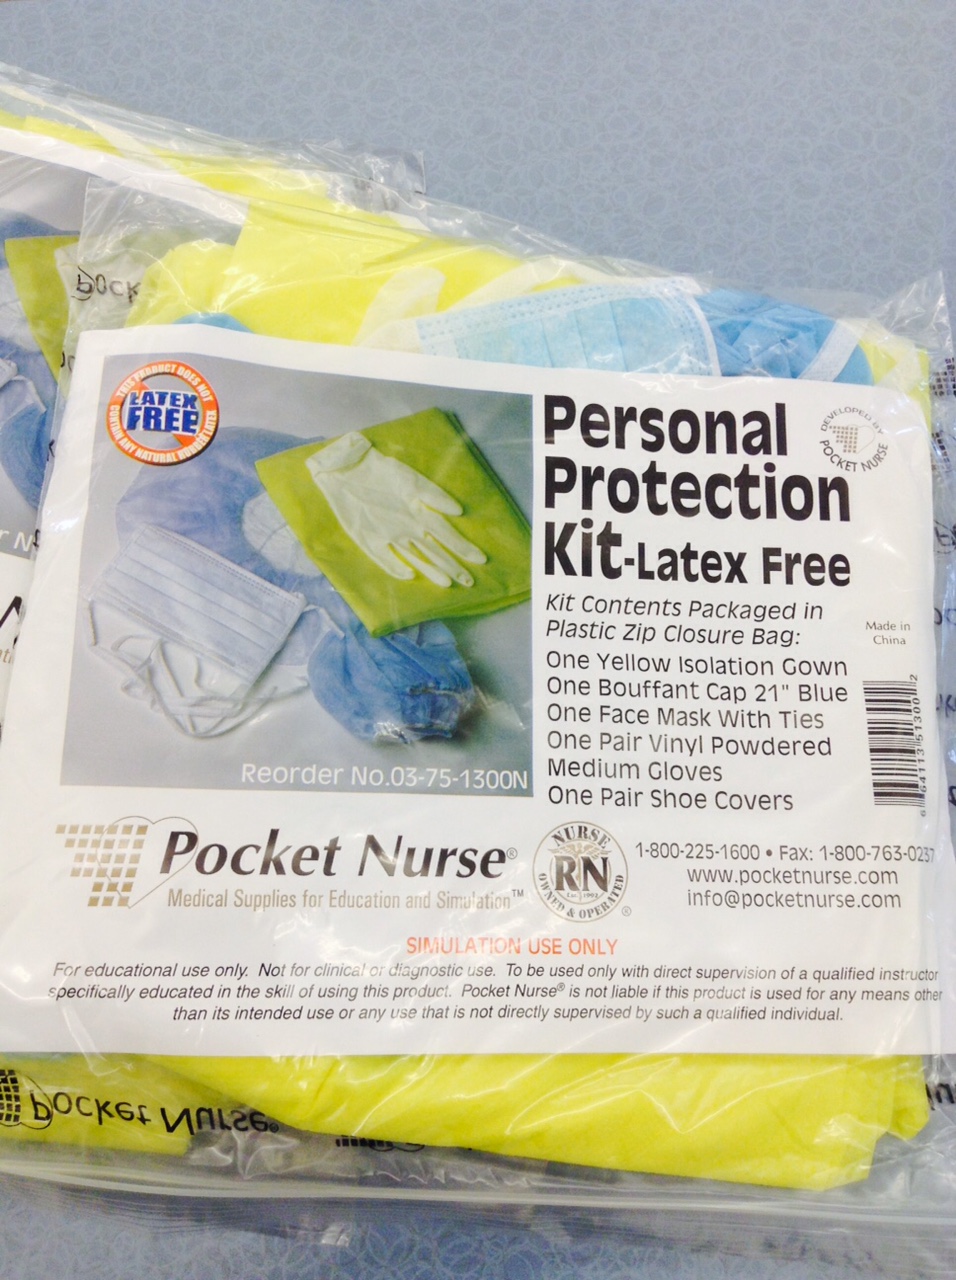 THIS PRODUCT DOES NOT
LATEX
FREE
CONTAIN ANY NATURAL RUBBER LATEX
Personal
Protection
Kit-Latex Free
DEVELOPED BY
POCKET NURSE
Kit Contents Packaged in
Plastic Zip Closure Bag:
Made in
China
One Yellow Isolation Gown
One Bouffant Cap 21" Blue
One Face Mask With Ties
One Pair Vinyl Powdered
Medium Gloves
One Pair Shoe Covers
Reorder No.03-75-1300N
6 64113 51300 2
Pocket Nurse®
Medical Supplies for Education and Simulation™
NURSE
RN
Est. 1992
OWNED & OPERATED ®
1-800-225-1600 • Fax: 1-800-763-0237
www.pocketnurse.com
info@pocketnurse.com
SIMULATION USE ONLY
For educational use only. Not for clinical or diagnostic use. To be used only with direct supervision of a qualified instructor
specifically educated in the skill of using this product. Pocket Nurse® is not liable if this product is used for any means other
than its intended use or any use that is not directly supervised by such a qualified individual.
Pock
Pocket Nurse®